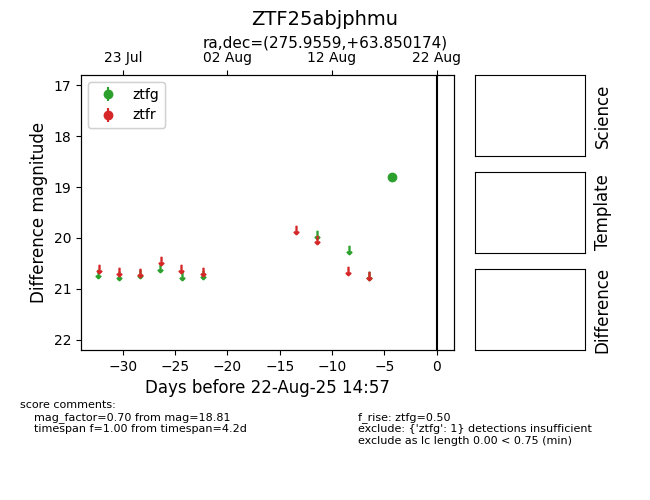 ZTF25abjphmu
ra,dec=(275.9559,+63.850174)
23 Jul 02 Aug 12 Aug 22 Aug
ztfg
ztfr
17
18
19
20
21
22
Difference magnitude
−30 −25 −20 −15 −10 −5 0
Days before 22-Aug-25 14:57
Science
Template
Difference
score comments:
mag_factor=0.70 from mag=18.81
timespan f=1.00 from timespan=4.2d
f_rise: ztfg=0.50
exclude: {'ztfg': 1} detections insufficient
exclude as lc length 0.00 < 0.75 (min)